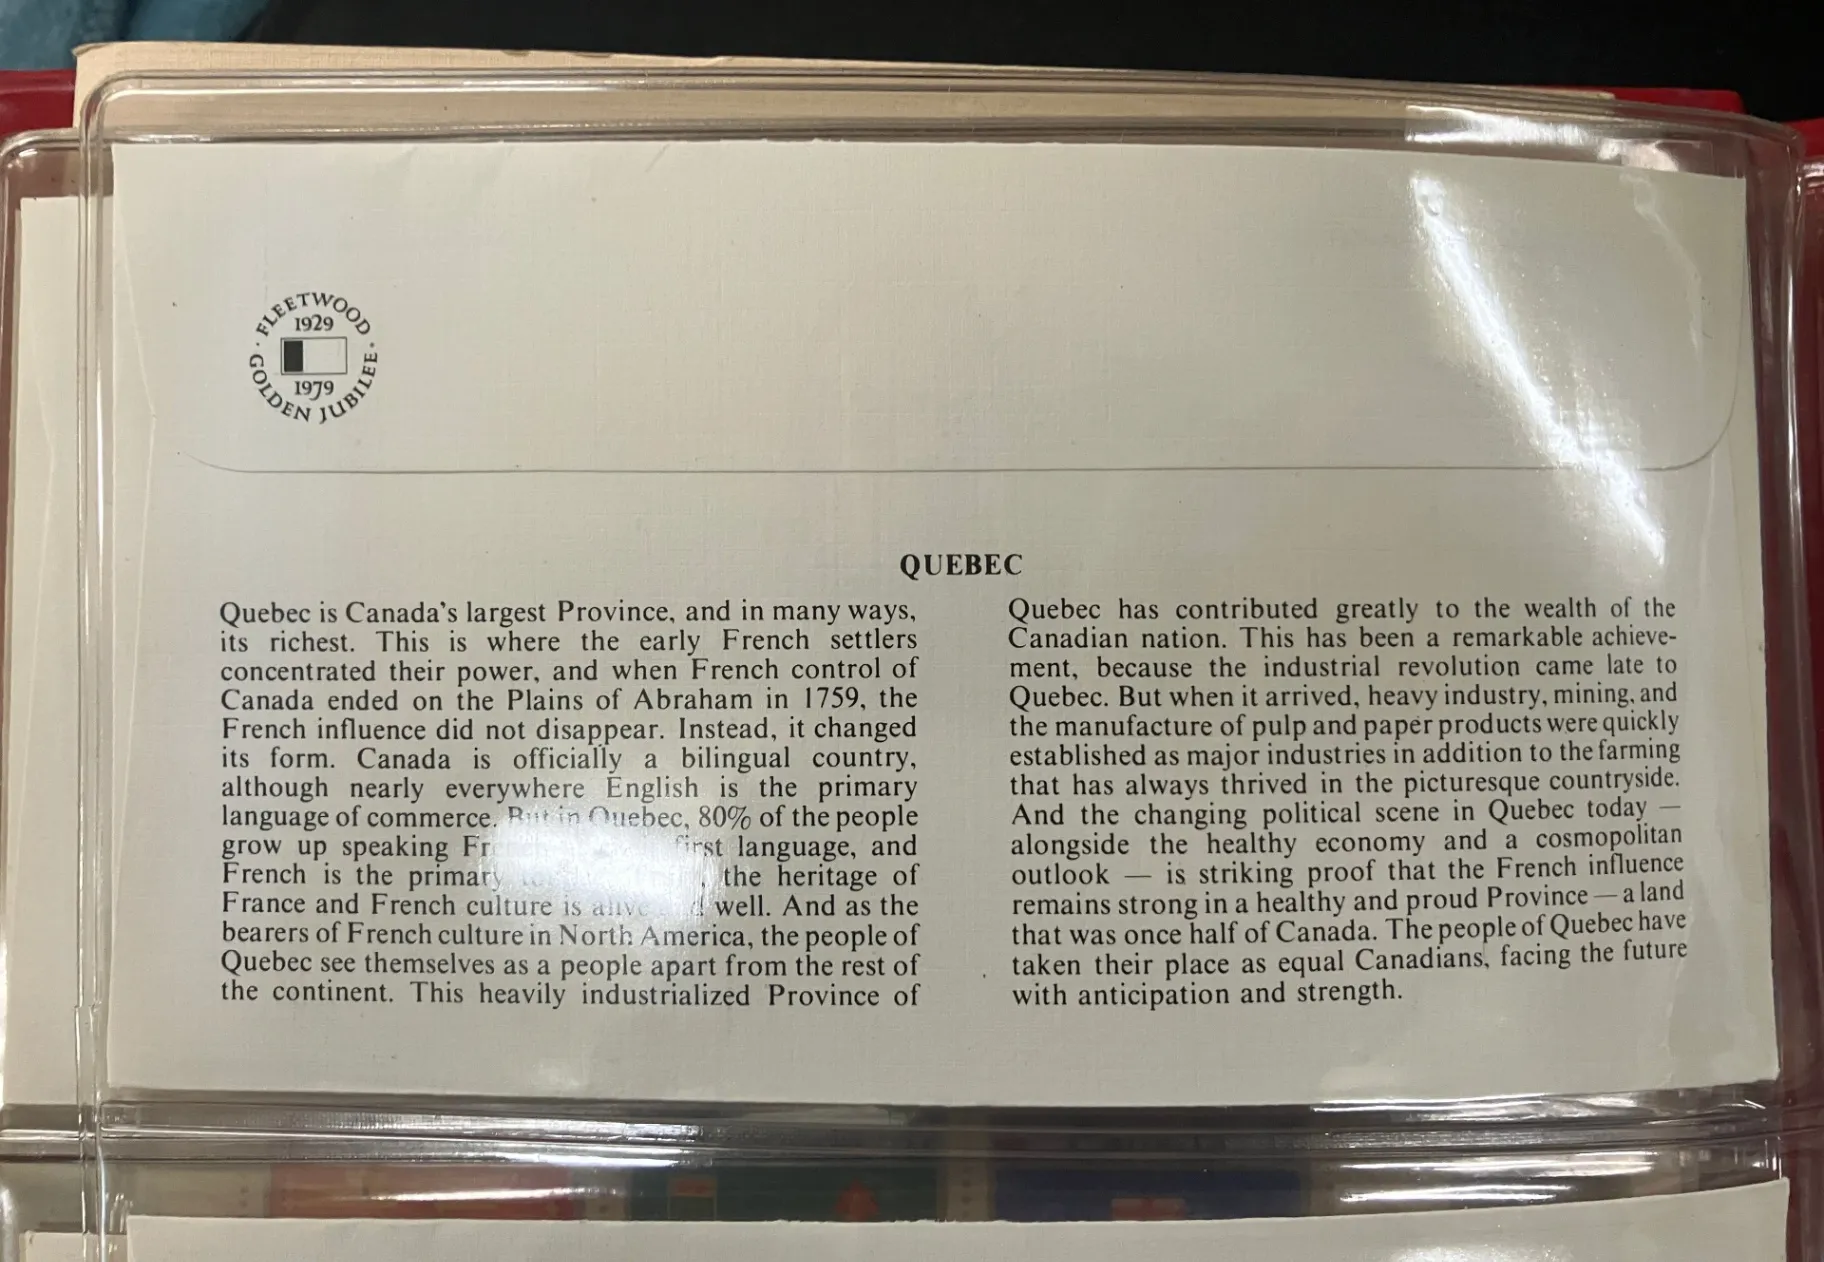 FLEETWOOD
1929
1979
GOLDEN JUBILEE
QUEBEC
Quebec is Canada's largest Province, and in many ways,
its richest. This is where the early French settlers
concentrated their power, and when French control of
Canada ended on the Plains of Abraham in 1759, the
French influence did not disappear. Instead, it changed
its form. Canada is officially a bilingual country,
although nearly everywhere English is the primary
language of commerce. But in Quebec, 80% of the people
grow up speaking first language, and
French is the primary the heritage of
France and French culture is alive well. And as the
bearers of French culture in North America, the people of
Quebec see themselves as a people apart from the rest of
the continent. This heavily industrialized Province of
Quebec has contributed greatly to the wealth of the
Canadian nation. This has been a remarkable achieve-
ment, because the industrial revolution came late to
Quebec. But when it arrived, heavy industry, mining, and
the manufacture of pulp and paper products were quickly
established as major industries in addition to the farming
that has always thrived in the picturesque countryside.
And the changing political scene in Quebec today —
alongside the healthy economy and a cosmopolitan
outlook — is striking proof that the French influence
remains strong in a healthy and proud Province — a land
that was once half of Canada. The people of Quebec have
taken their place as equal Canadians, facing the future
with anticipation and strength.